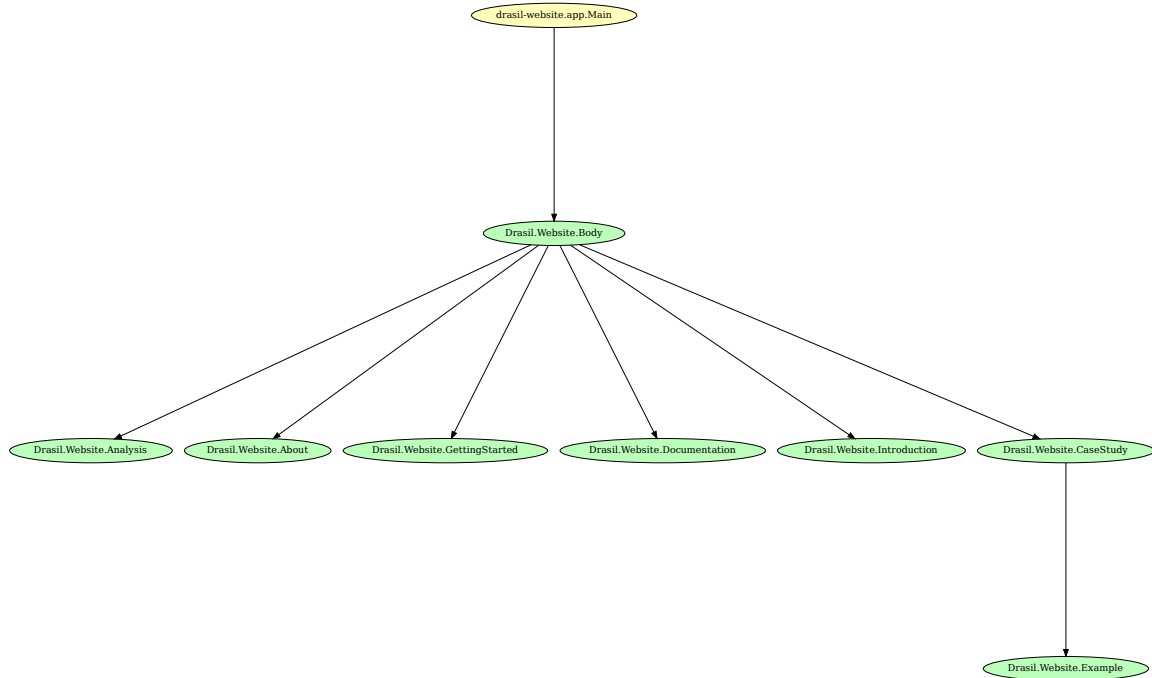 drasil-website.app.Main
Drasil.Website.Body
Drasil.Website.Analysis
Drasil.Website.About
Drasil.Website.GettingStarted
Drasil.Website.Documentation
Drasil.Website.Introduction
Drasil.Website.CaseStudy
Drasil.Website.Example